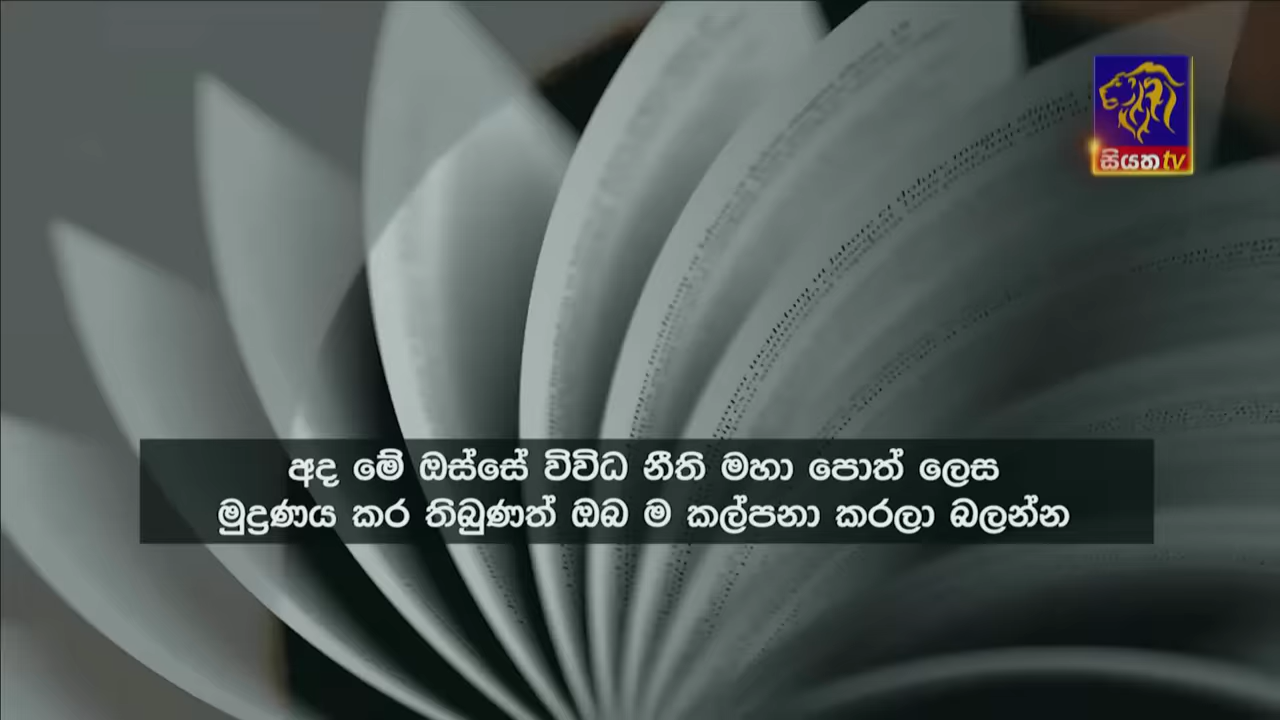 සියත tv
අද මේ ඔස්සේ විවිධ නීති මහා පොත් ලෙස
මුද්‍රණය කර තිබුණත් ඔබ ම කල්පනා කරලා බලන්න